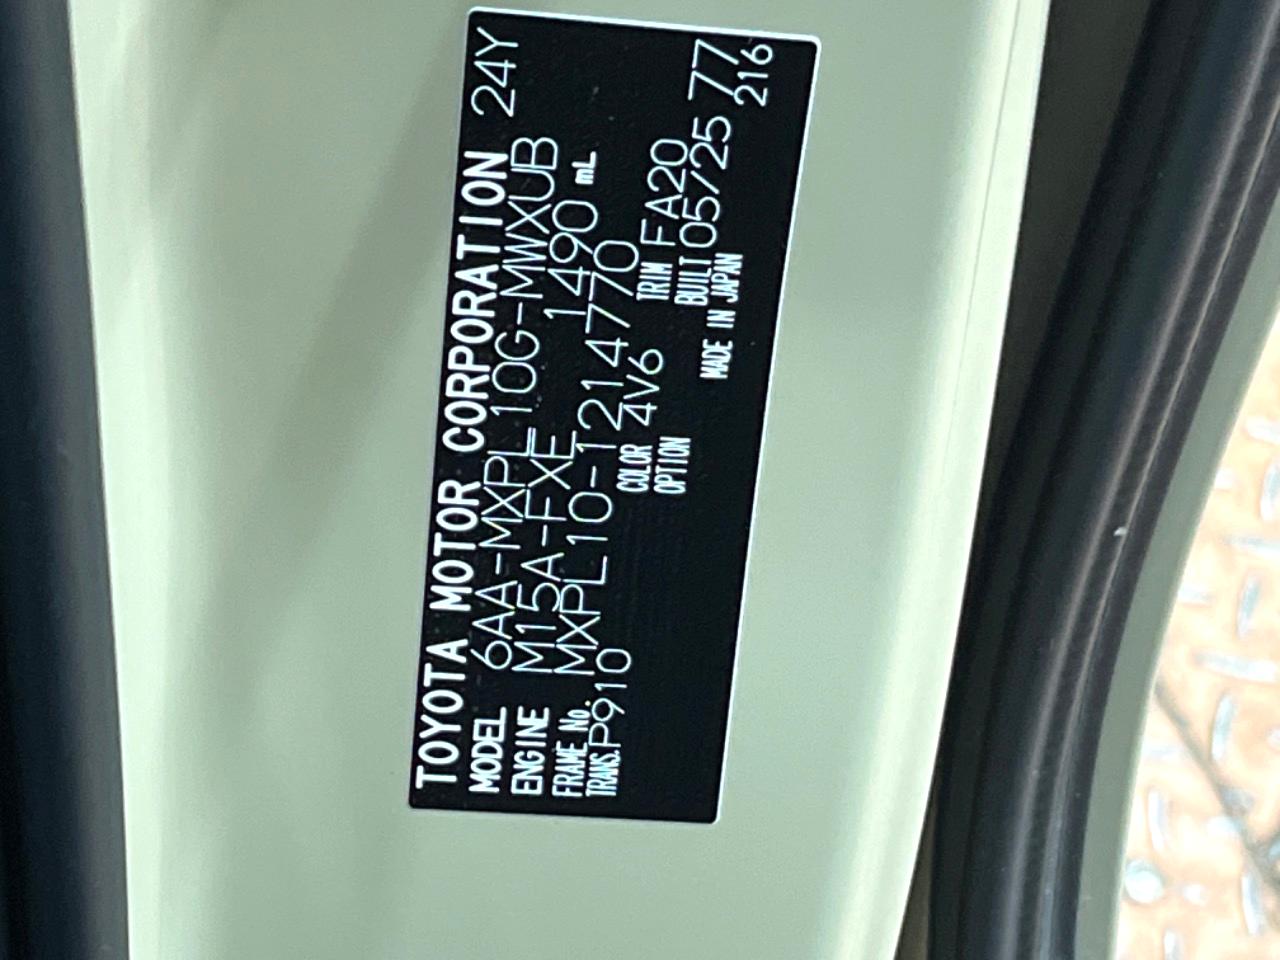 TOYOTA MOTOR CORPORATION 24Y
MODEL 6AA-MXPL10G-MWXUB
ENGINE M15A-FXE 1490 mL
FRAME No. MXPL10-1214770
TRANS. P910 COLOR 4V6 TRIM FA20
OPTION BUILT 05/25 77
MADE IN JAPAN 216